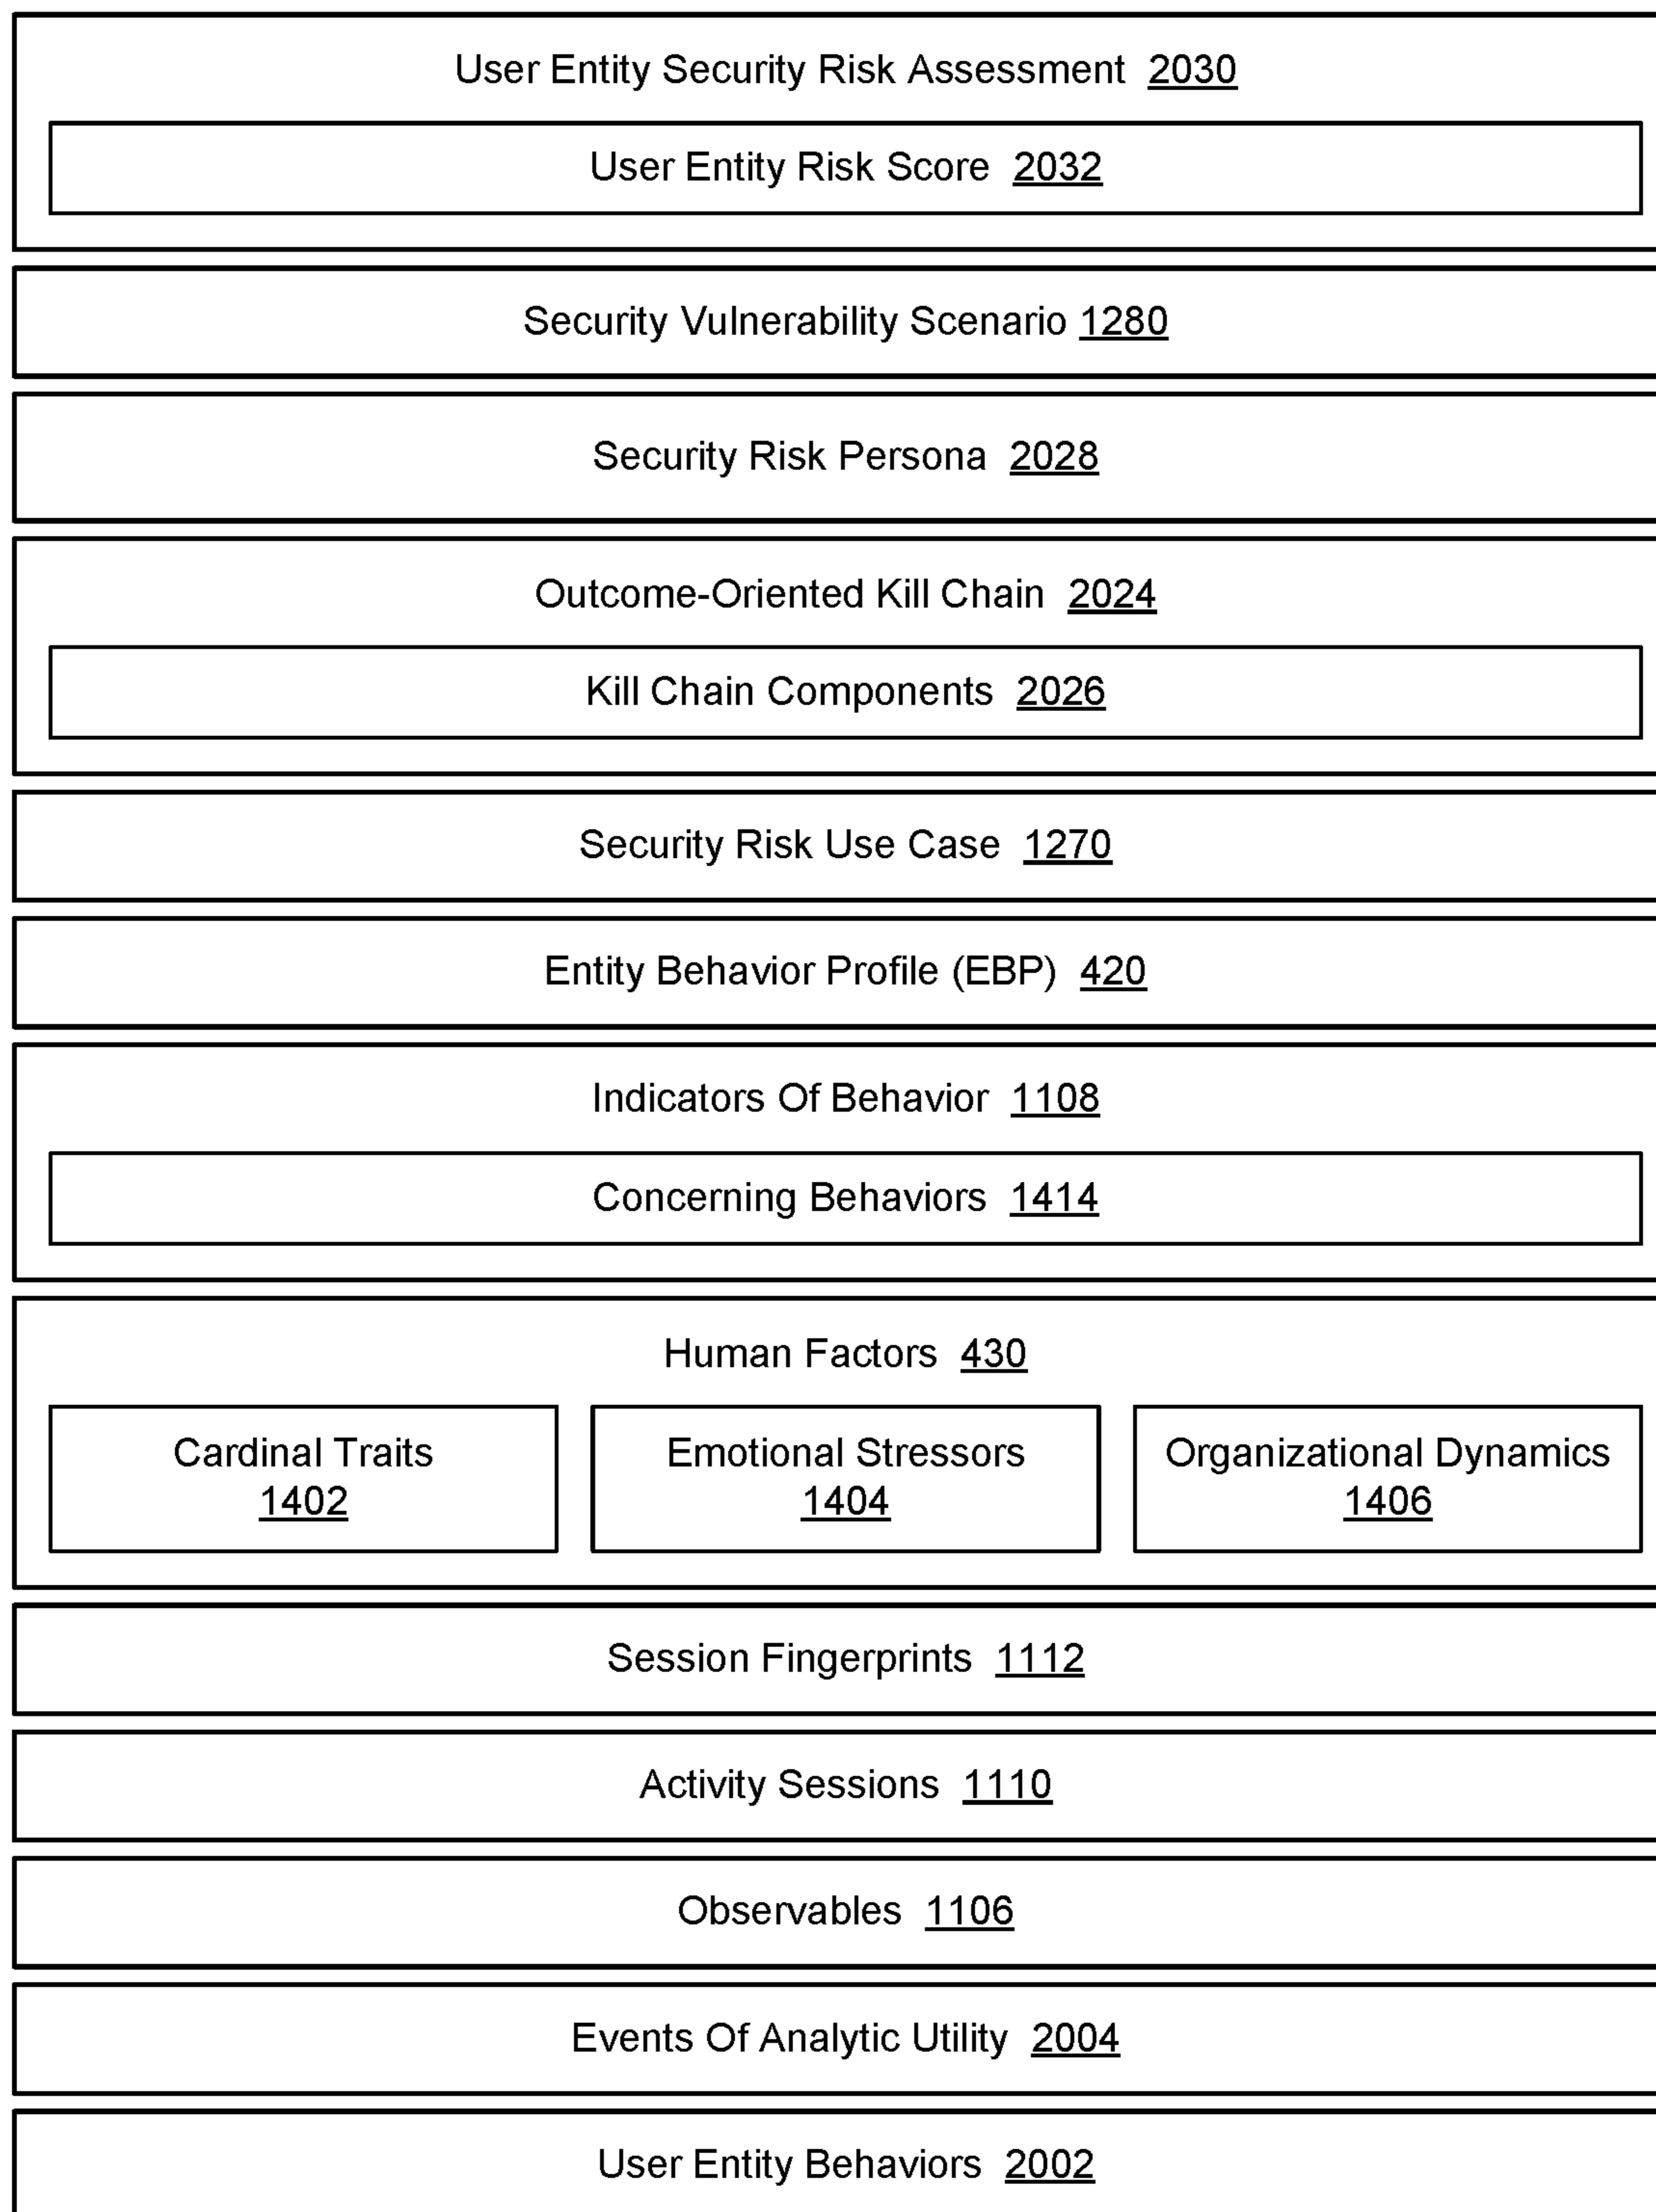 User Entity Security Risk Assessment 2030
User Entity Risk Score 2032
Security Vulnerability Scenario 1280
Security Risk Persona 2028
Outcome-Oriented Kill Chain 2024
Kill Chain Components 2026
Security Risk Use Case 1270
Entity Behavior Profile (EBP) 420
Indicators Of Behavior 1108
Concerning Behaviors 1414
Human Factors 430
Cardinal Traits
1402
Emotional Stressors
1404
Organizational Dynamics
1406
Session Fingerprints 1112
Activity Sessions 1110
Observables 1106
Events Of Analytic Utility 2004
User Entity Behaviors 2002